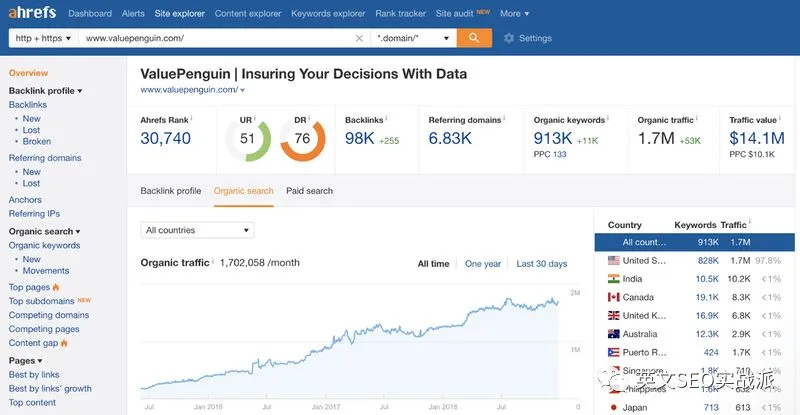 ahrefs Dashboard Alerts Site explorer Content explorer Keywords explorer Rank tracker Site audit NEW More
http + https www.valuepenguin.com/ *.domain/* Settings
Overview
Backlink profile
Backlinks
New
Lost
Broken
Referring domains
New
Lost
Anchors
Referring IPs
Organic search
Organic keywords
New
Movements
Top pages
Top subdomains NEW
Competing domains
Competing pages
Content gap
Pages
Best by links
Best by links' growth
Top content
ValuePenguin | Insuring Your Decisions With Data
www.valuepenguin.com/
Ahrefs Rank UR DR Backlinks Referring domains Organic keywords Organic traffic Traffic value
30,740 51 76 98K +255 6.83K 913K +11K 1.7M +53K $14.1M
PPC 133 PPC $10.1K
Backlink profile Organic search Paid search
All countries
Organic traffic 1,702,058 /month All time One year Last 30 days
2M
1M
0
Jul Jan 2016 Jul Jan 2017 Jul Jan 2018 Jul
Country Keywords Traffic
All count... 913K 1.7M
United S... 828K 1.7M 97.8%
India 10.5K 10.2K <1%
Canada 19.1K 8.3K <1%
United K... 16.9K 6.8K <1%
Australia 12.3K 2.9K <1%
Puerto R... 424 1.7K <1%
Singapore 1.8K <1%
Philippines 632 <1%
Japan 713 613 <1%
英文SEO实战派